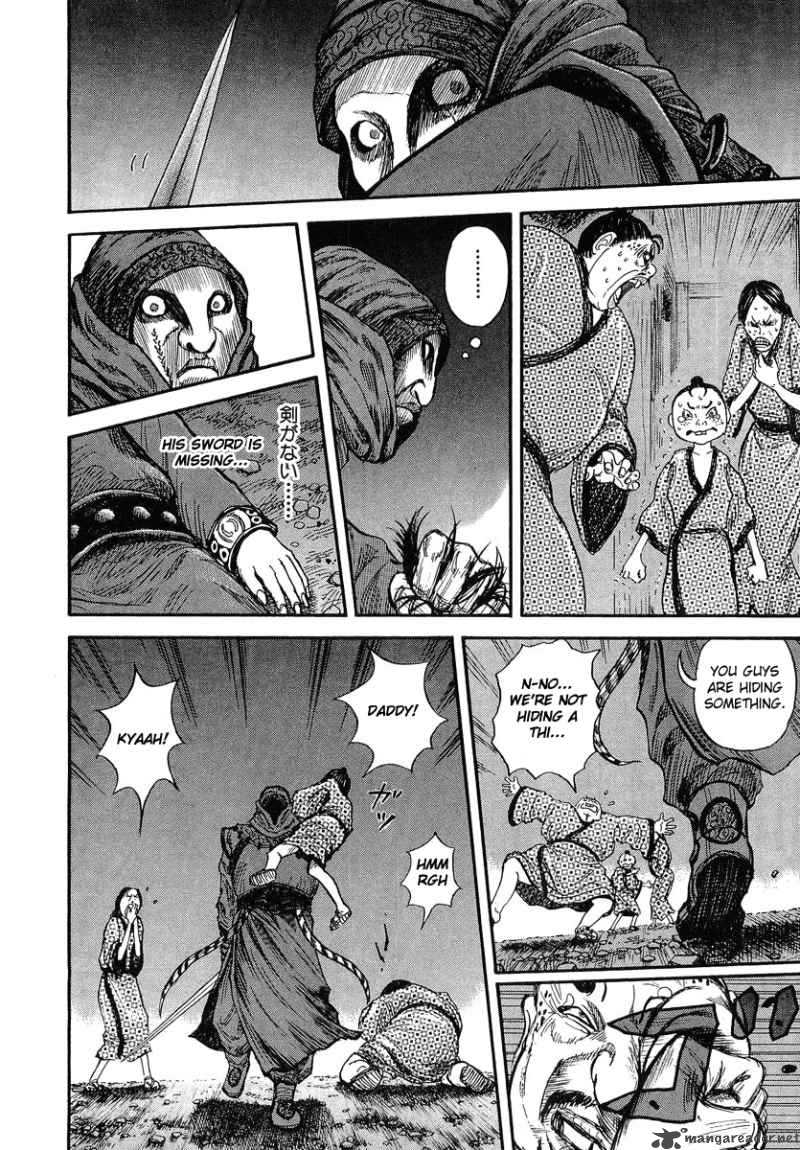 ........
剣がない……
HIS SWORD IS
MISSING...
YOU GUYS
ARE HIDING
SOMETHING.
N-NO...
WE'RE NOT
HIDING A
THI...
DADDY!
ガッ
KYAAH!
HMM
RGH
mangareader.net